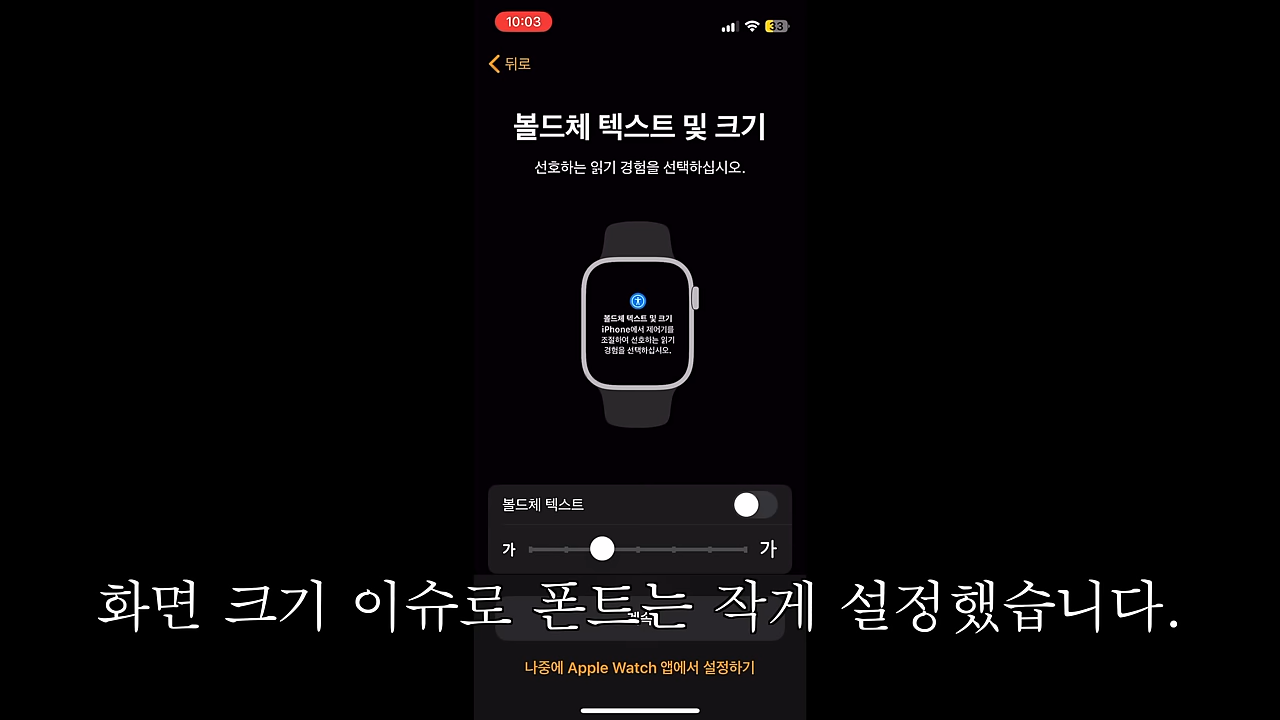 10:03
33
뒤로
볼드체 텍스트 및 크기
선호하는 읽기 경험을 선택하십시오.
볼드체 텍스트 및 크기
iPhone에서 제어기를
조절하여 선호하는 읽기
경험을 선택하십시오.
볼드체 텍스트
가 가
화면 크기 이슈로 폰트는 작게 설정했습니다.
나중에 Apple Watch 앱에서 설정하기